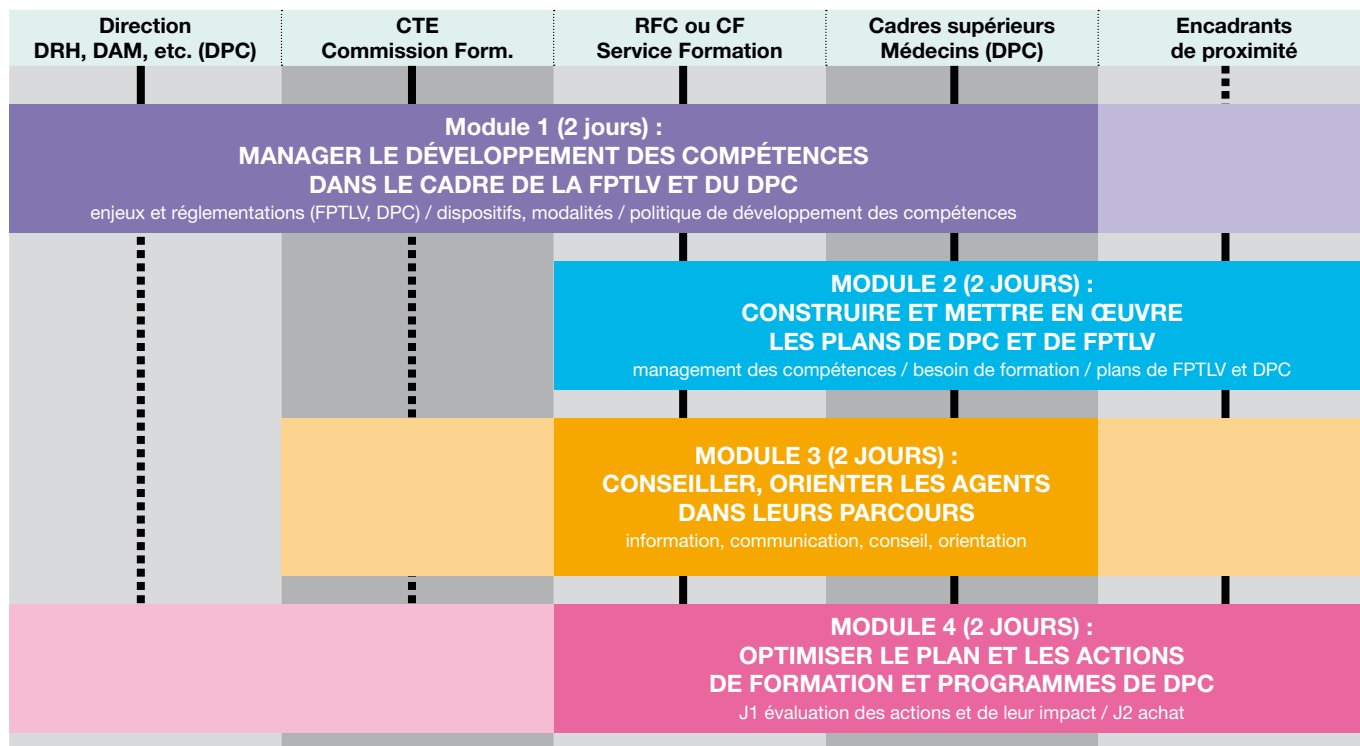 Direction
DRH, DAM, etc. (DPC)
CTE
Commission Form.
RFC ou CF
Service Formation
Cadres supérieurs
Médecins (DPC)
Encadrants
de proximité
Module 1 (2 jours) :
MANAGER LE DÉVELOPPEMENT DES COMPÉTENCES
DANS LE CADRE DE LA FPTLV ET DU DPC
enjeux et réglementations (FPTLV, DPC) / dispositifs, modalités / politique de développement des compétences
MODULE 2 (2 JOURS) :
CONSTRUIRE ET METTRE EN ŒUVRE
LES PLANS DE DPC ET DE FPTLV
management des compétences / besoin de formation / plans de FPTLV et DPC
MODULE 3 (2 JOURS) :
CONSEILLER, ORIENTER LES AGENTS
DANS LEURS PARCOURS
information, communication, conseil, orientation
MODULE 4 (2 JOURS) :
OPTIMISER LE PLAN ET LES ACTIONS
DE FORMATION ET PROGRAMMES DE DPC
J1 évaluation des actions et de leur impact / J2 achat